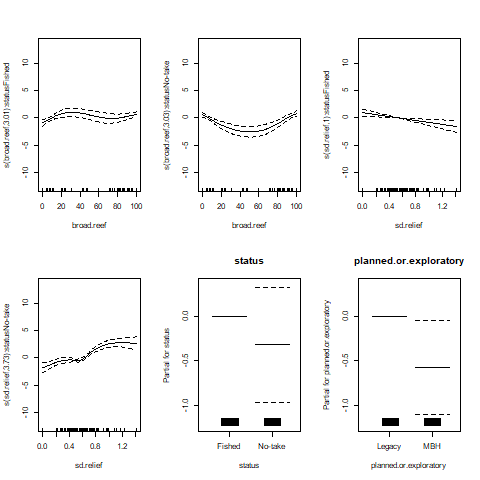 s(broad.reef,3.01):statusFished
10
5
0
-5
-10
0 20 40 60 80 100
broad.reef
s(broad.reef,3.03):statusNo-take
10
5
0
-5
-10
0 20 40 60 80 100
broad.reef
s(sd.relief,1):statusFished
10
5
0
-5
-10
0.0 0.4 0.8 1.2
sd.relief
s(sd.relief,3.73):statusNo-take
10
5
0
-5
-10
0.0 0.4 0.8 1.2
sd.relief
status
Partial for status
0.0
-0.5
-1.0
Fished No-take
status
planned.or.exploratory
Partial for planned.or.exploratory
0.0
-0.5
-1.0
Legacy MBH
planned.or.exploratory